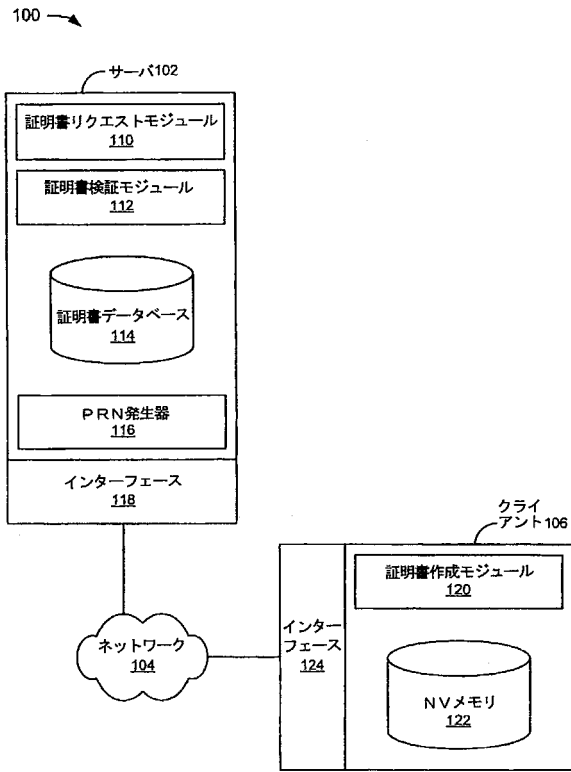 100
サーバ102
証明書リクエストモジュール
110
証明書検証モジュール
112
証明書データベース
114
PRN発生器
116
インターフェース
118
クライ
アント106
証明書作成モジュール
120
インター
フェース
124
NVメモリ
122
ネットワーク
104